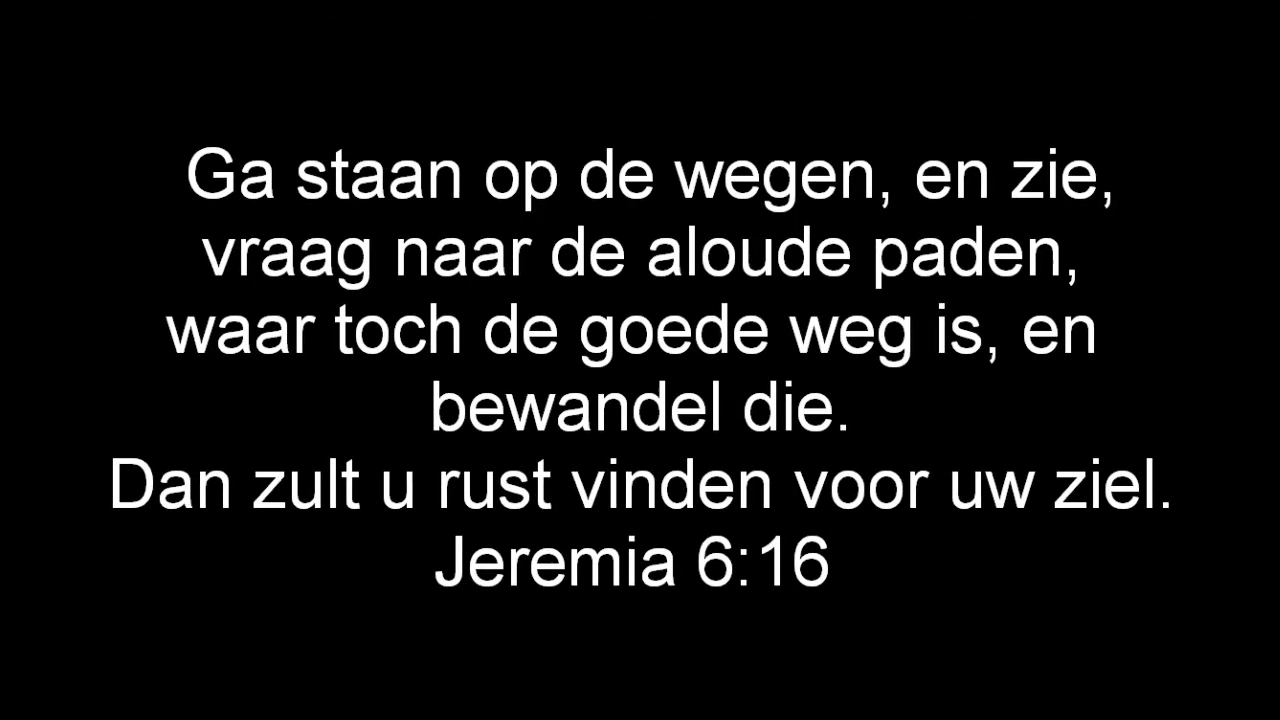 Ga staan op de wegen, en zie,
vraag naar de aloude paden,
waar toch de goede weg is, en
bewandel die.
Dan zult u rust vinden voor uw ziel.
Jeremia 6:16